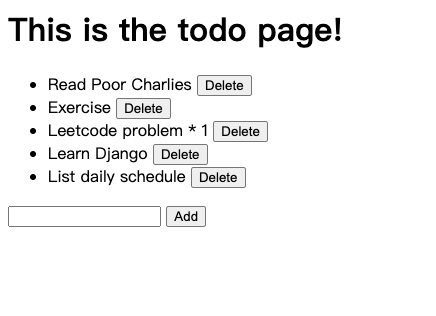 This is the todo page!
Read Poor Charlies Delete
Exercise Delete
Leetcode problem * 1 Delete
Learn Django Delete
List daily schedule Delete
Add